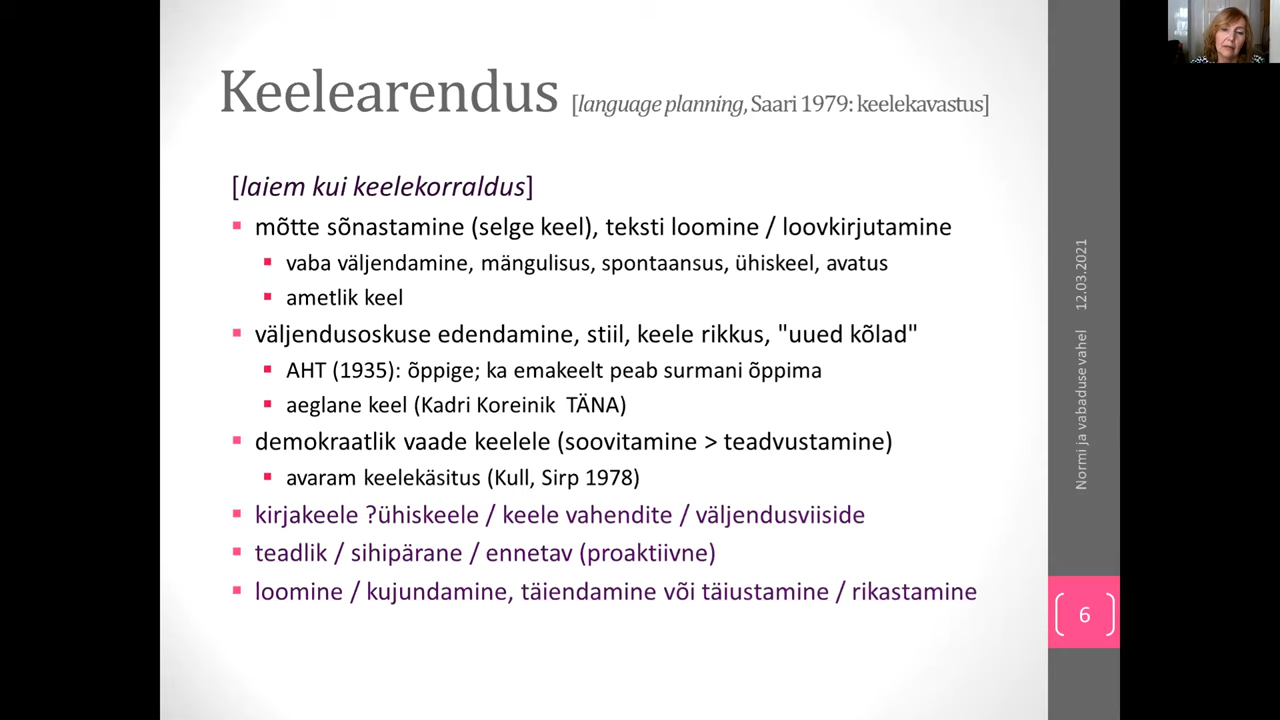 Keelearendus [language planning, Saari 1979: keelekavastus]
[laiem kui keelekorraldus]
mõtte sõnastamine (selge keel), teksti loomine / loovkirjutamine
vaba väljendamine, mängulisus, spontaansus, ühiskeel, avatus
ametlik keel
väljendusoskuse edendamine, stiil, keele rikkus, "uued kõlad"
AHT (1935): õppige; ka emakeelt peab surmani õppima
aeglane keel (Kadri Koreinik TÄNA)
demokraatlik vaade keelele (soovitamine > teadvustamine)
avaram keelekäsitus (Kull, Sirp 1978)
kirjakeele ?ühiskeele / keele vahendite / väljendusviiside
teadlik / sihipärane / ennetav (proaktiivne)
loomine / kujundamine, täiendamine või täiustamine / rikastamine
Normi ja vabaduse vahel 12.03.2021
6